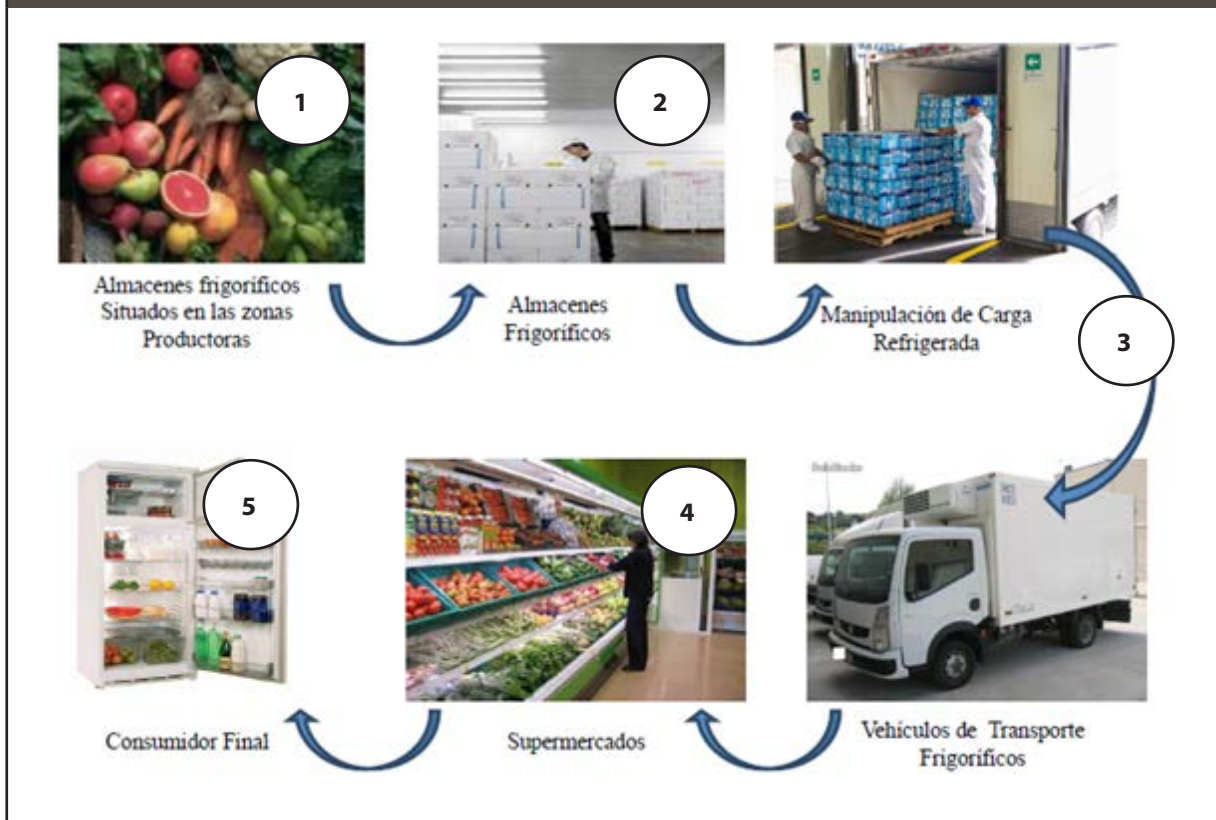 1
2
Almacenes frigoríficos
Situados en las zonas
Productoras
Almacenes
Frigoríficos
Manipulación de Carga
Refrigerada
3
5
4
Consumidor Final
Supermercados
Vehículos de Transporte
Frigoríficos